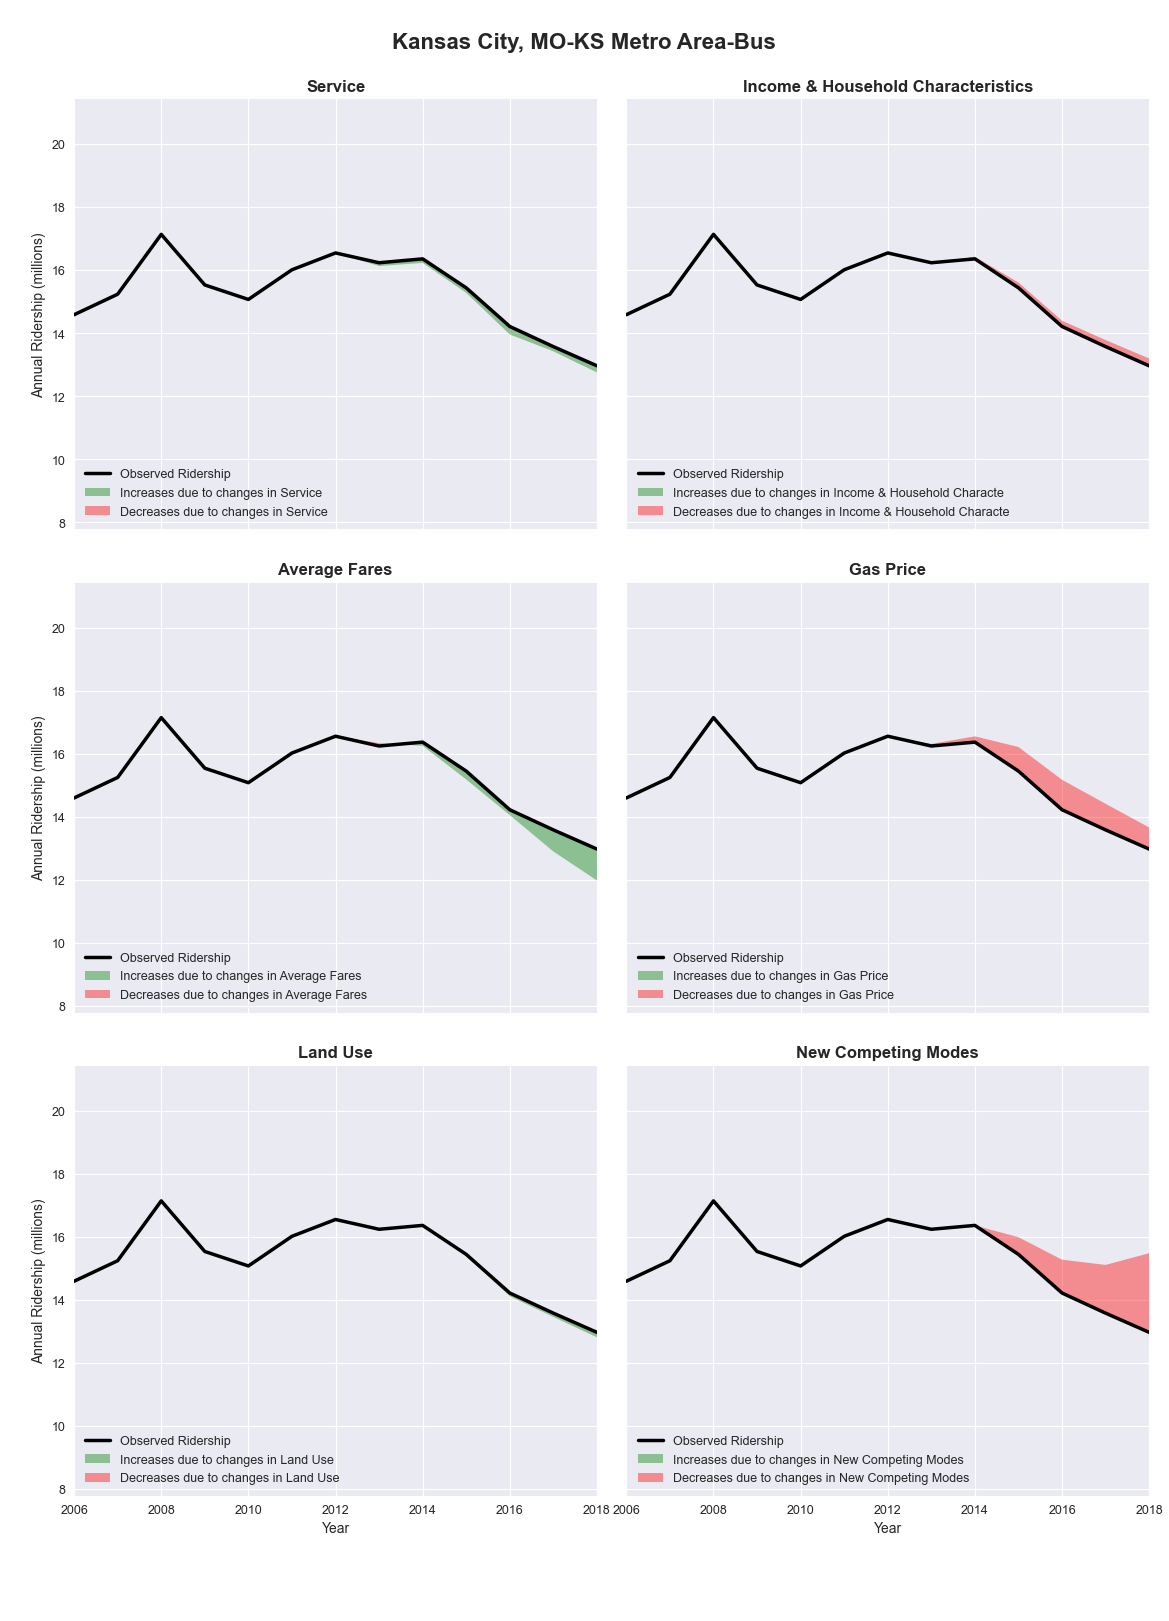 Kansas City, MO-KS Metro Area-Bus
Service
Income & Household Characteristics
20
18
16
14
12
10
8
Annual Ridership (millions)
Observed Ridership
Increases due to changes in Service
Decreases due to changes in Service
Observed Ridership
Increases due to changes in Income & Household Characte
Decreases due to changes in Income & Household Characte
Average Fares
Gas Price
20
18
16
14
12
10
8
Annual Ridership (millions)
Observed Ridership
Increases due to changes in Average Fares
Decreases due to changes in Average Fares
Observed Ridership
Increases due to changes in Gas Price
Decreases due to changes in Gas Price
Land Use
New Competing Modes
20
18
16
14
12
10
8
Annual Ridership (millions)
Observed Ridership
Increases due to changes in Land Use
Decreases due to changes in Land Use
Observed Ridership
Increases due to changes in New Competing Modes
Decreases due to changes in New Competing Modes
2006 2008 2010 2012 2014 2016 2018
2006 2008 2010 2012 2014 2016 2018
Year
Year